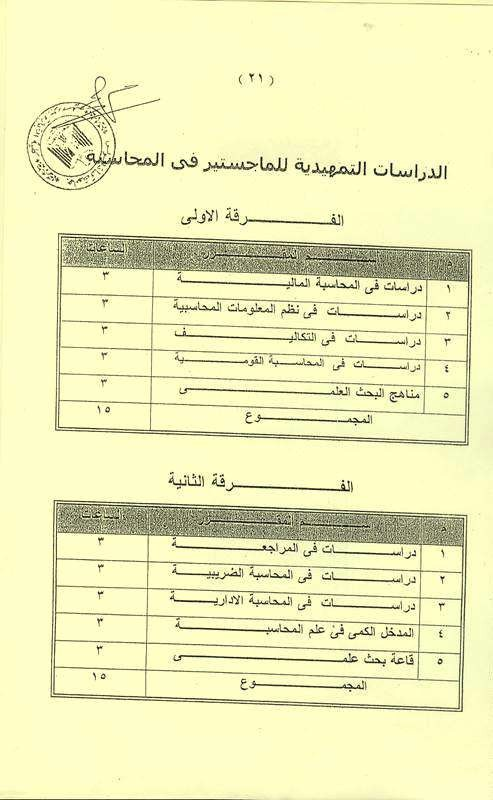 (٢١)
الدراسات التمهيدية للماجستير فى المحاسبة
الفرقة الاولى
م اسم المقرر الساعات
١ دراسات فى المحاسبة المالية ٣
٢ دراسات فى نظم المعلومات المحاسبية ٣
٣ دراسات فى التكاليف ٣
٤ دراسات فى المحاسبة القومية ٣
٥ مناهج البحث العلمى ٣
المجموع ١٥
الفرقة الثانية
م اسم المقرر الساعات
١ دراسات فى المراجعة ٣
٢ دراسات فى المحاسبة الضريبية ٣
٣ دراسات فى المحاسبة الادارية ٣
٤ المدخل الكمى فى علم المحاسبة ٣
٥ قاعة بحث علمى ٣
المجموع ١٥